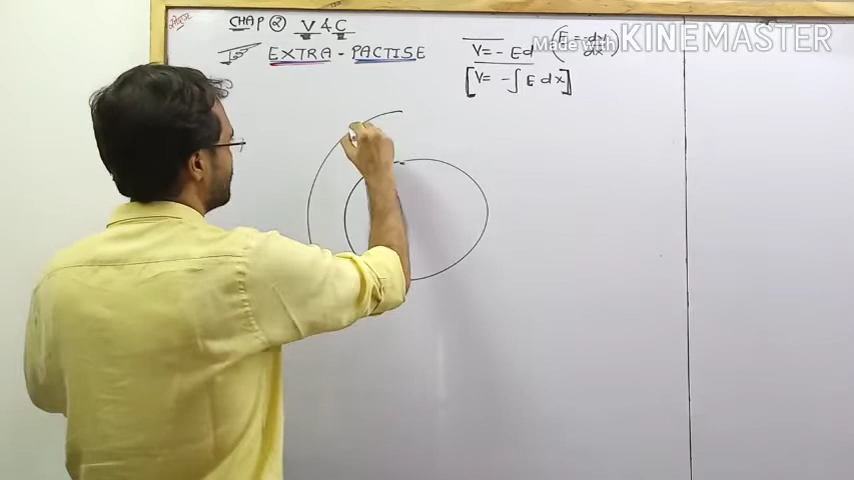 CHAP ② V & C
EXTRA - PACTISE
V = - Ed
[V = - ∫ E dx]
(E = - dv/dx)
Made with KINEMASTER